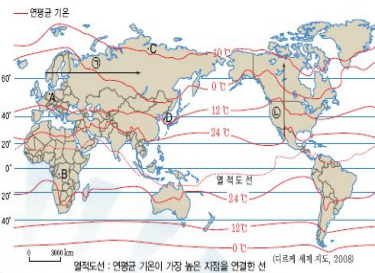 연평균 기온
C
10℃
㉠
60˚
0℃
A
40˚
D
12℃
㉡
24℃
20˚
열 적도 선
0˚
B
24℃
20˚
40˚
12℃
0℃
0 3000km
(디르케 세계 지도, 2008)
열적도선 : 연평균 기온이 가장 높은 지점을 연결한 선